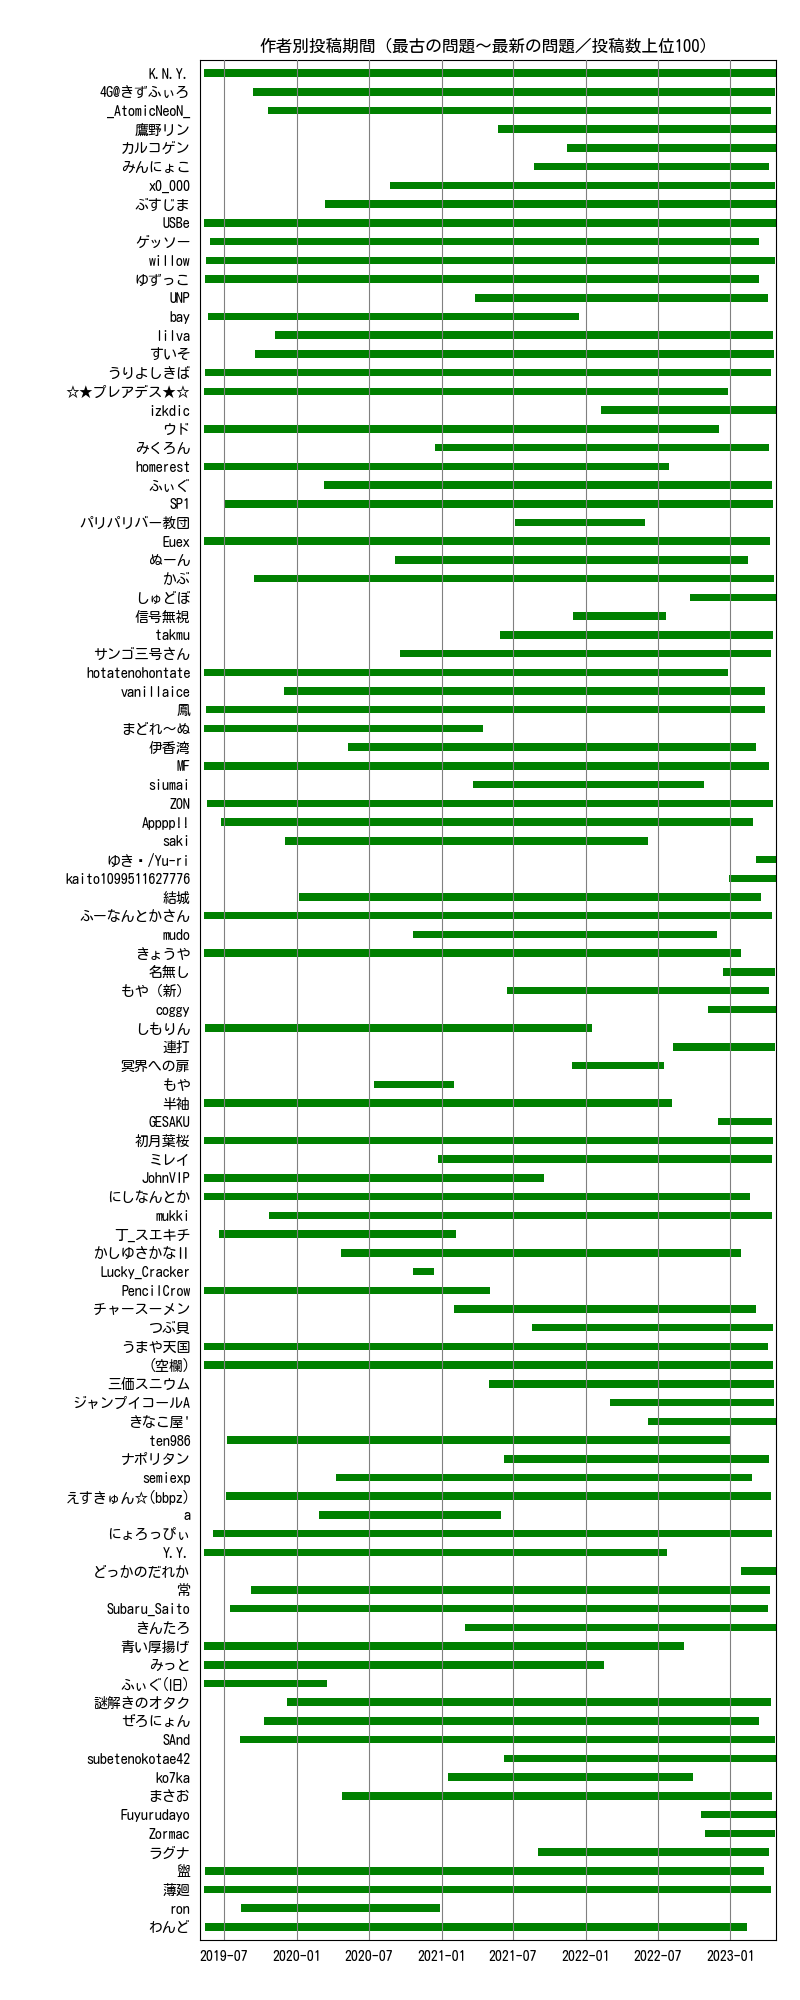 作者別投稿期間（最古の問題～最新の問題／投稿数上位100）
K.N.Y.
4G@きずふぃろ
_AtomicNeoN_
鷹野リン
カルコゲン
みんにょこ
x0_000
ぶすじま
USBe
ゲッソー
willow
ゆずっこ
UNP
bay
lilva
すいそ
うりよしきば
☆★プレアデス★☆
izkdic
ウド
みくろん
homerest
ふぃぐ
SP1
パリパリバー教団
Euex
ぬーん
かぶ
しゅどぼ
信号無視
takmu
サンゴ三号さん
hotatenohontate
vanillaice
鳳
まどれ～ぬ
伊香湾
MF
siumai
ZON
Appppll
saki
ゆき・/Yu-ri
kaito1099511627776
結城
ふーなんとかさん
mudo
きょうや
名無し
もや（新）
coggy
しもりん
連打
冥界への扉
もや
半袖
GESAKU
初月葉桜
ミレイ
JohnVIP
にしなんとか
mukki
丁_スエキチ
かしゆさかなII
Lucky_Cracker
PencilCrow
チャースーメン
つぶ貝
うまや天国
(空欄)
三価スニウム
ジャンプイコールA
きなこ屋'
ten986
ナポリタン
semiexp
えすきゅん☆(bbpz)
a
にょろっぴぃ
Y.Y.
どっかのだれか
常
Subaru_Saito
きんたろ
青い厚揚げ
みっと
ふぃぐ(旧)
謎解きのオタク
ぜろにょん
SAnd
subetenokotae42
ko7ka
まさお
Fuyurudayo
Zormac
ラグナ
盥
薄廻
ron
わんど
2019-07 2020-01 2020-07 2021-01 2021-07 2022-01 2022-07 2023-01